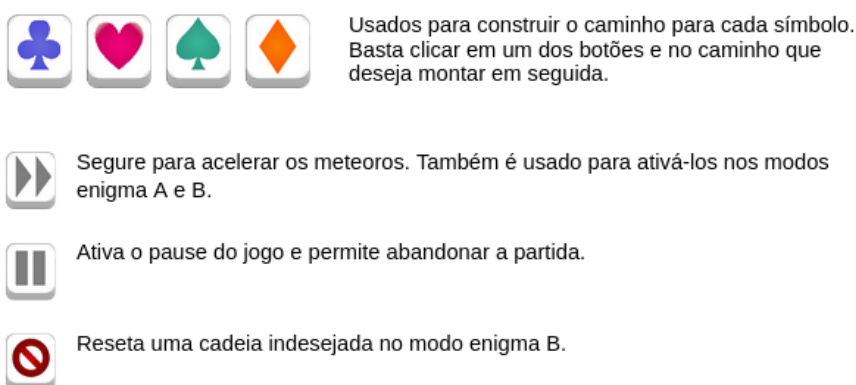 Usados para construir o caminho para cada símbolo.
Basta clicar em um dos botões e no caminho que
deseja montar em seguida.
Segure para acelerar os meteoros. Também é usado para ativá-los nos modos
enigma A e B.
Ativa o pause do jogo e permite abandonar a partida.
Reseta uma cadeia indesejada no modo enigma B.